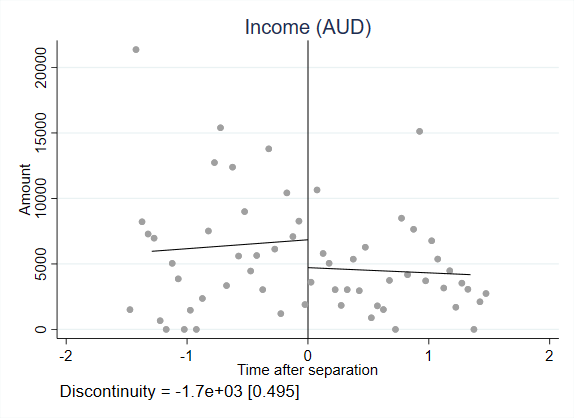 Income (AUD)
20000
15000
10000
5000
0
Amount
-2
-1
0
1
2
Time after separation
Discontinuity = -1.7e+03 [0.495]